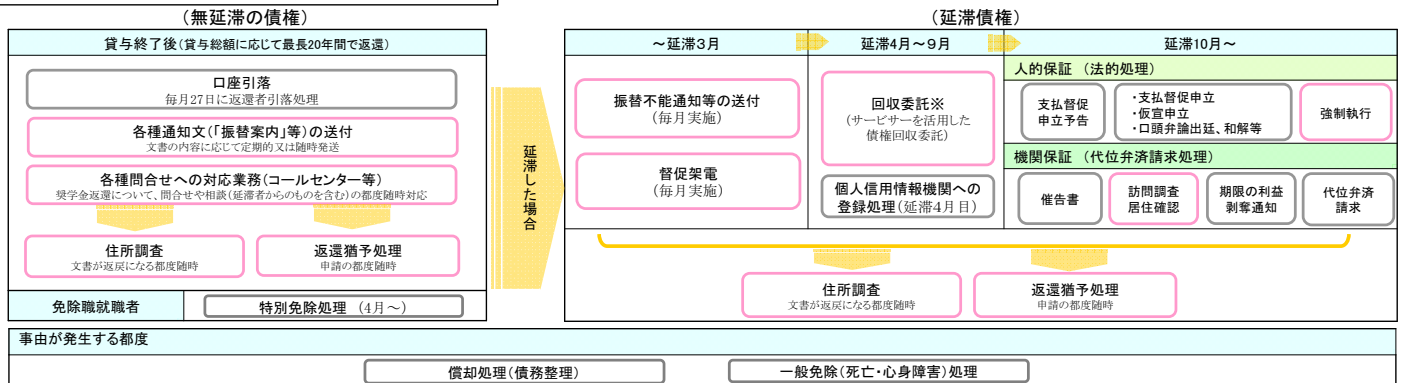 (無延滞の債権)
貸与終了後(貸与総額に応じて最長20年間で返還)
口座引落
毎月27日に返還者引落処理
各種通知文(「振替案内」等)の送付
文書の内容に応じて定期的又は随時発送
各種問合せへの対応業務(コールセンター等)
奨学金返還について、問合せや相談(延滞者からのものを含む)の都度随時対応
住所調査
文書が返戻になる都度随時
返還猶予処理
申請の都度随時
免除職就職者
特別免除処理 (4月~)
延滞した場合
(延滞債権)
~延滞3月
延滞4月~9月
延滞10月~
振替不能通知等の送付
(毎月実施)
督促架電
(毎月実施)
回収委託※
(サービサーを活用した
債権回収委託)
個人信用情報機関への
登録処理(延滞4月目)
人的保証 (法的処理)
支払督促
申立予告
・支払督促申立
・仮宣申立
・口頭弁論出廷、和解等
強制執行
機関保証 (代位弁済請求処理)
催告書
訪問調査
居住確認
期限の利益
剥奪通知
代位弁済
請求
住所調査
文書が返戻になる都度随時
返還猶予処理
申請の都度随時
事由が発生する都度
償却処理(債務整理)
一般免除(死亡・心身障害)処理